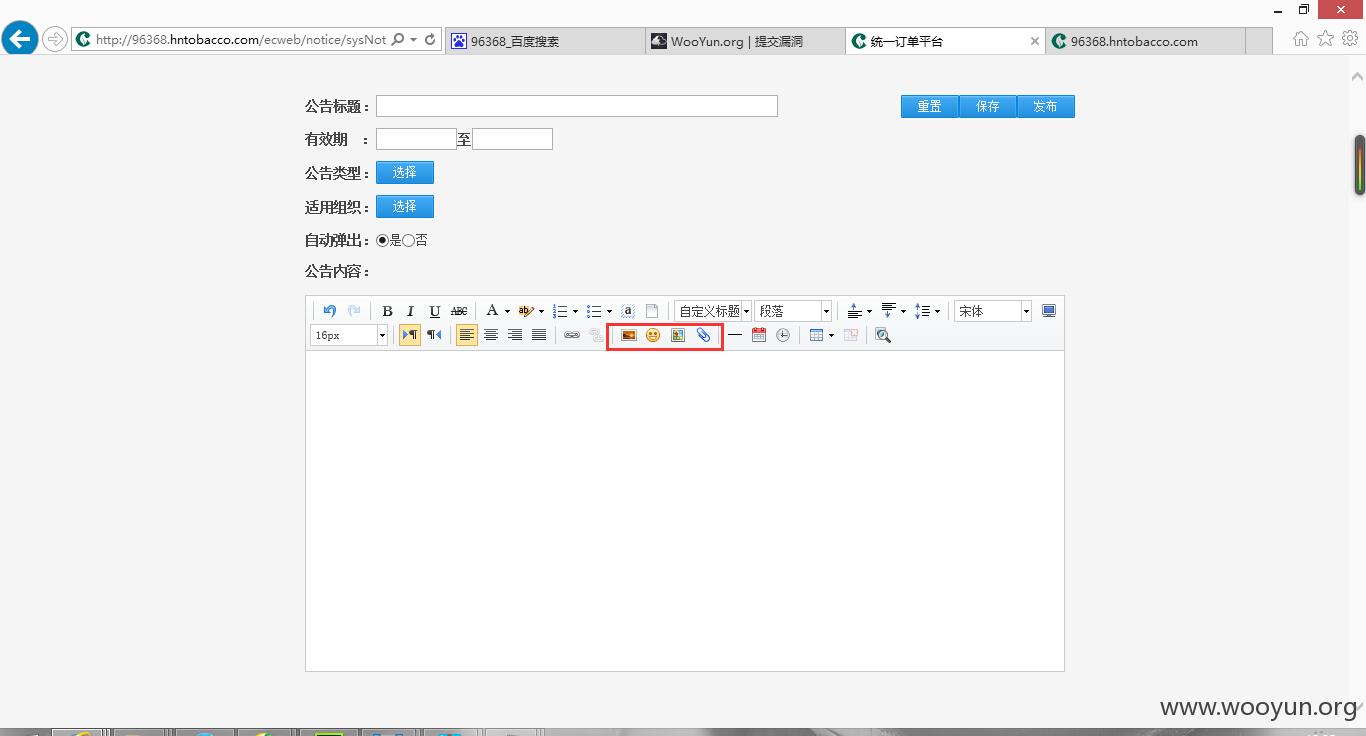 http://96368.hntobacco.com/ecweb/notice/sysNot
96368_百度搜索
WooYun.org | 提交漏洞
统一订单平台
96368.hntobacco.com
公告标题：
重置 保存 发布
有效期 ： 至
公告类型： 选择
适用组织： 选择
自动弹出： 是 否
公告内容：
B I U ABC A ab a 自定义标题 段落 宋体
16px
www.wooyun.org